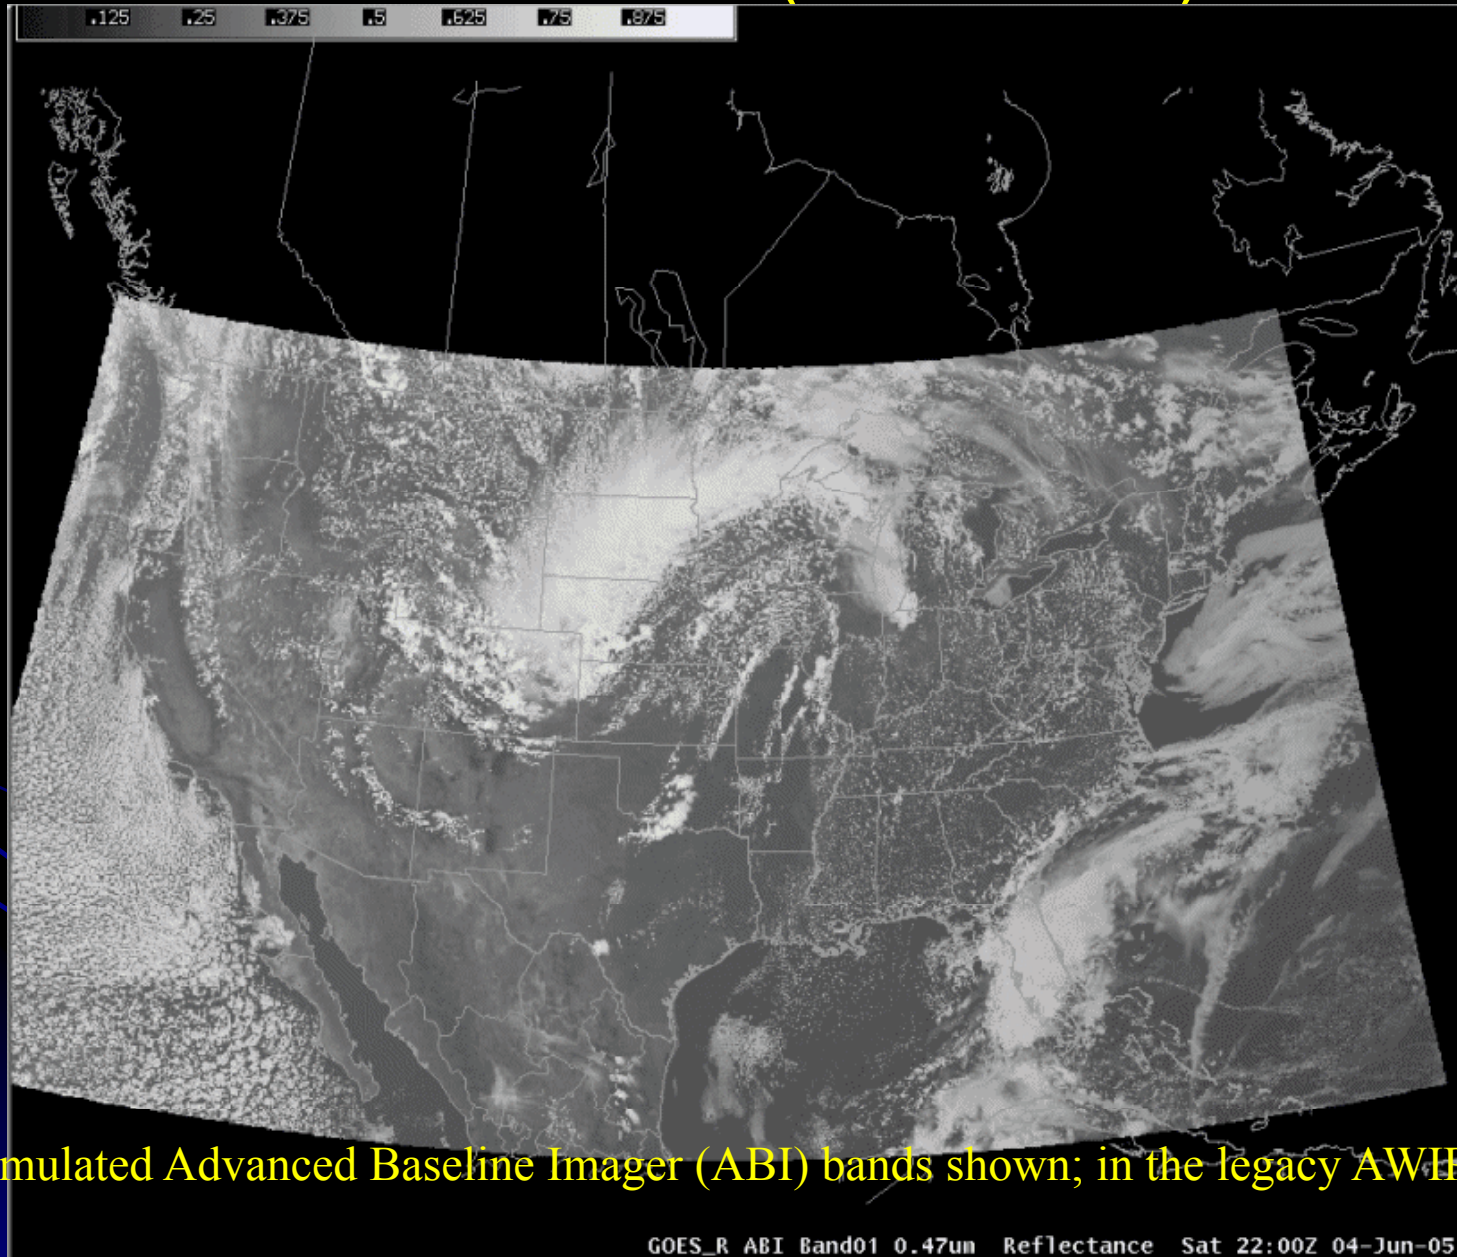 .125 .25 .375 .5 .625 .75 .875
mulated Advanced Baseline Imager (ABI) bands shown; in the legacy AWI
GOES_R ABI Band01 0.47um Reflectance Sat 22:00Z 04-Jun-05